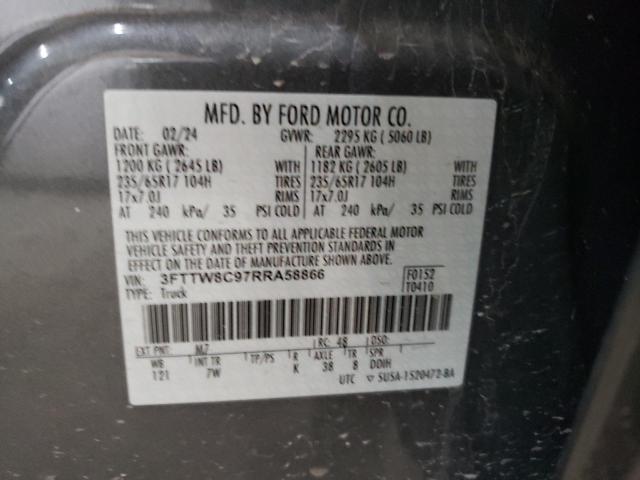 MFD. BY FORD MOTOR CO.
DATE: 02/24 GVWR: 2295 KG ( 5060 LB)
FRONT GAWR: REAR GAWR:
1200 KG ( 2645 LB) WITH 1182 KG ( 2605 LB) WITH
235/65R17 104H TIRES 235/65R17 104H TIRES
17x7.0J RIMS 17x7.0J RIMS
AT 240 kPa/ 35 PSI COLD AT 240 kPa/ 35 PSI COLD
THIS VEHICLE CONFORMS TO ALL APPLICABLE FEDERAL MOTOR
VEHICLE SAFETY AND THEFT PREVENTION STANDARDS IN
EFFECT ON THE DATE OF MANUFACTURE SHOWN ABOVE.
VIN: 3FTTW8C97RRA58866 F0152
TYPE: Truck T0410
EXT PNT: M7 RC: 48 DSO:
WB INT TR TP/PS R AXLE TR SPR
121 7W K 38 8 DDIH
UTC ▽ 5U5A-1520472-BA